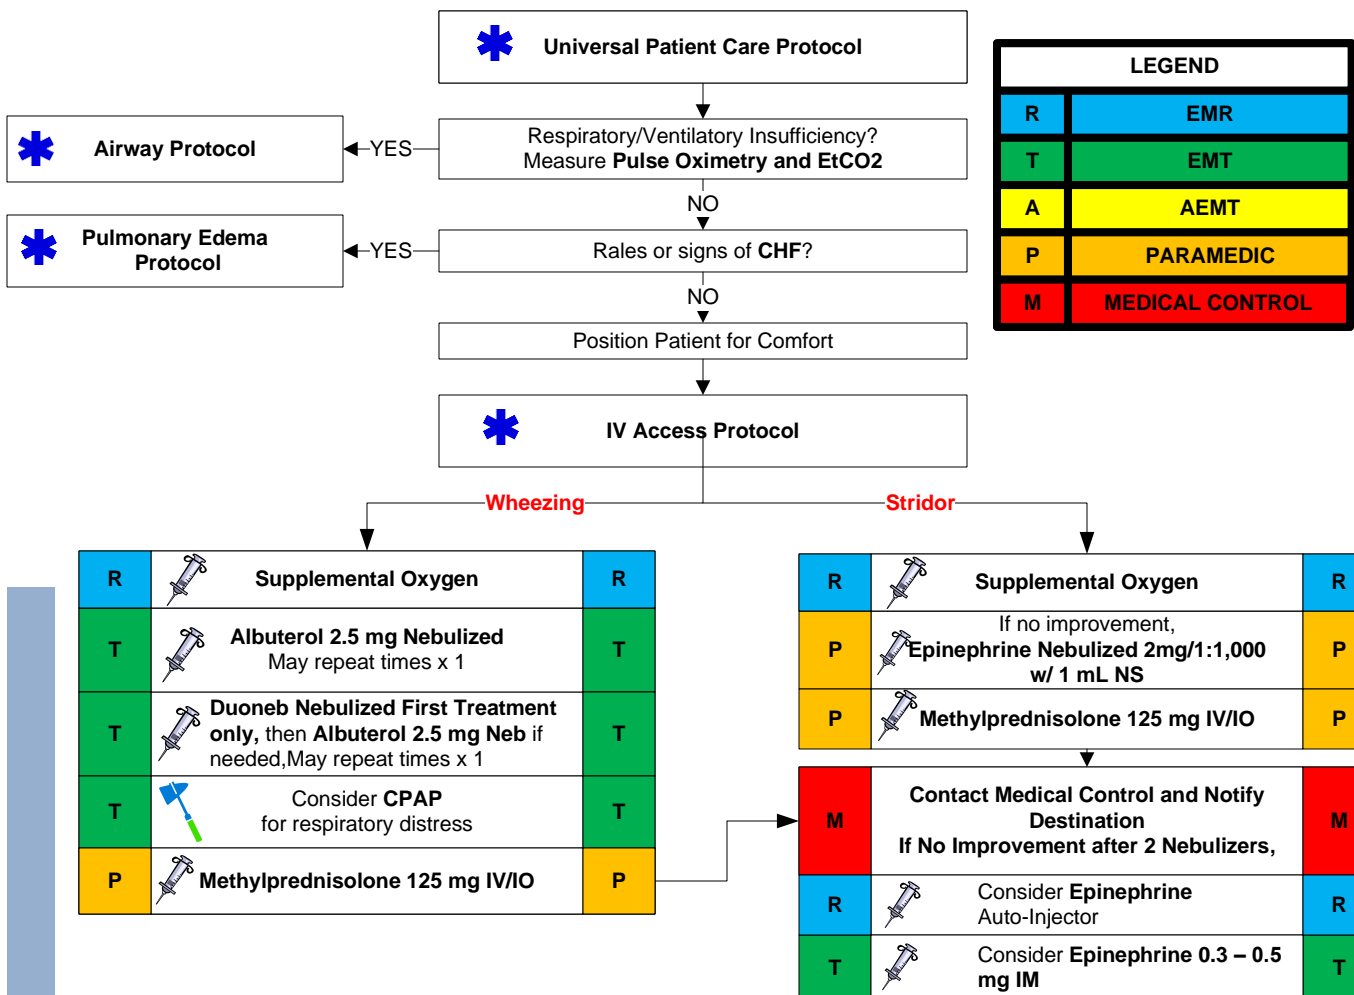 Universal Patient Care Protocol
LEGEND
R EMR
T EMT
A AEMT
P PARAMEDIC
M MEDICAL CONTROL
Respiratory/Ventilatory Insufficiency?
Measure Pulse Oximetry and EtCO2
YES
Airway Protocol
NO
Rales or signs of CHF?
YES
Pulmonary Edema
Protocol
NO
Position Patient for Comfort
IV Access Protocol
Wheezing
Stridor
R Supplemental Oxygen R
T Albuterol 2.5 mg Nebulized T
May repeat times x 1
T Duoneb Nebulized First Treatment T
only, then Albuterol 2.5 mg Neb if
needed,May repeat times x 1
T Consider CPAP T
for respiratory distress
P Methylprednisolone 125 mg IV/IO P
R Supplemental Oxygen R
If no improvement,
P Epinephrine Nebulized 2mg/1:1,000 P
w/ 1 mL NS
P Methylprednisolone 125 mg IV/IO P
Contact Medical Control and Notify
M Destination M
If No Improvement after 2 Nebulizers,
R Consider Epinephrine R
Auto-Injector
T Consider Epinephrine 0.3 – 0.5 T
mg IM